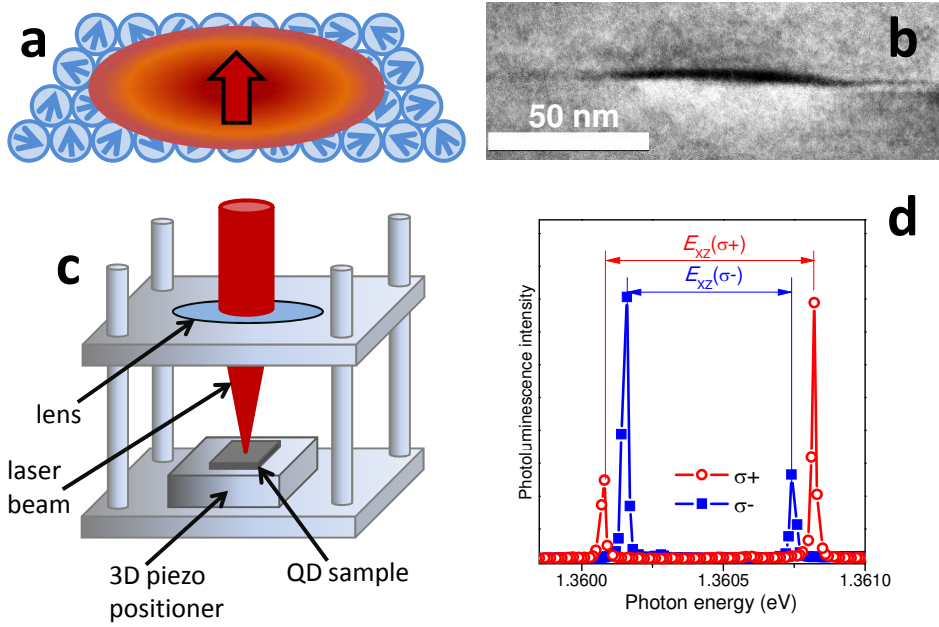 a
b
50 nm
c
lens
laser
beam
3D piezo
positioner
QD sample
d
E_XZ(σ+)
E_XZ(σ-)
Photoluminescence intensity
σ+
σ-
1.3600
1.3605
1.3610
Photon energy (eV)